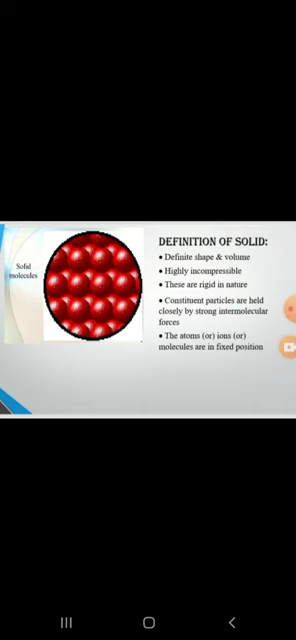 Solid
molecules
DEFINITION OF SOLID:
• Definite shape & volume
• Highly incompressible
• These are rigid in nature
• Constituent particles are held
closely by strong intermolecular
forces
• The atoms (or) ions (or)
molecules are in fixed position